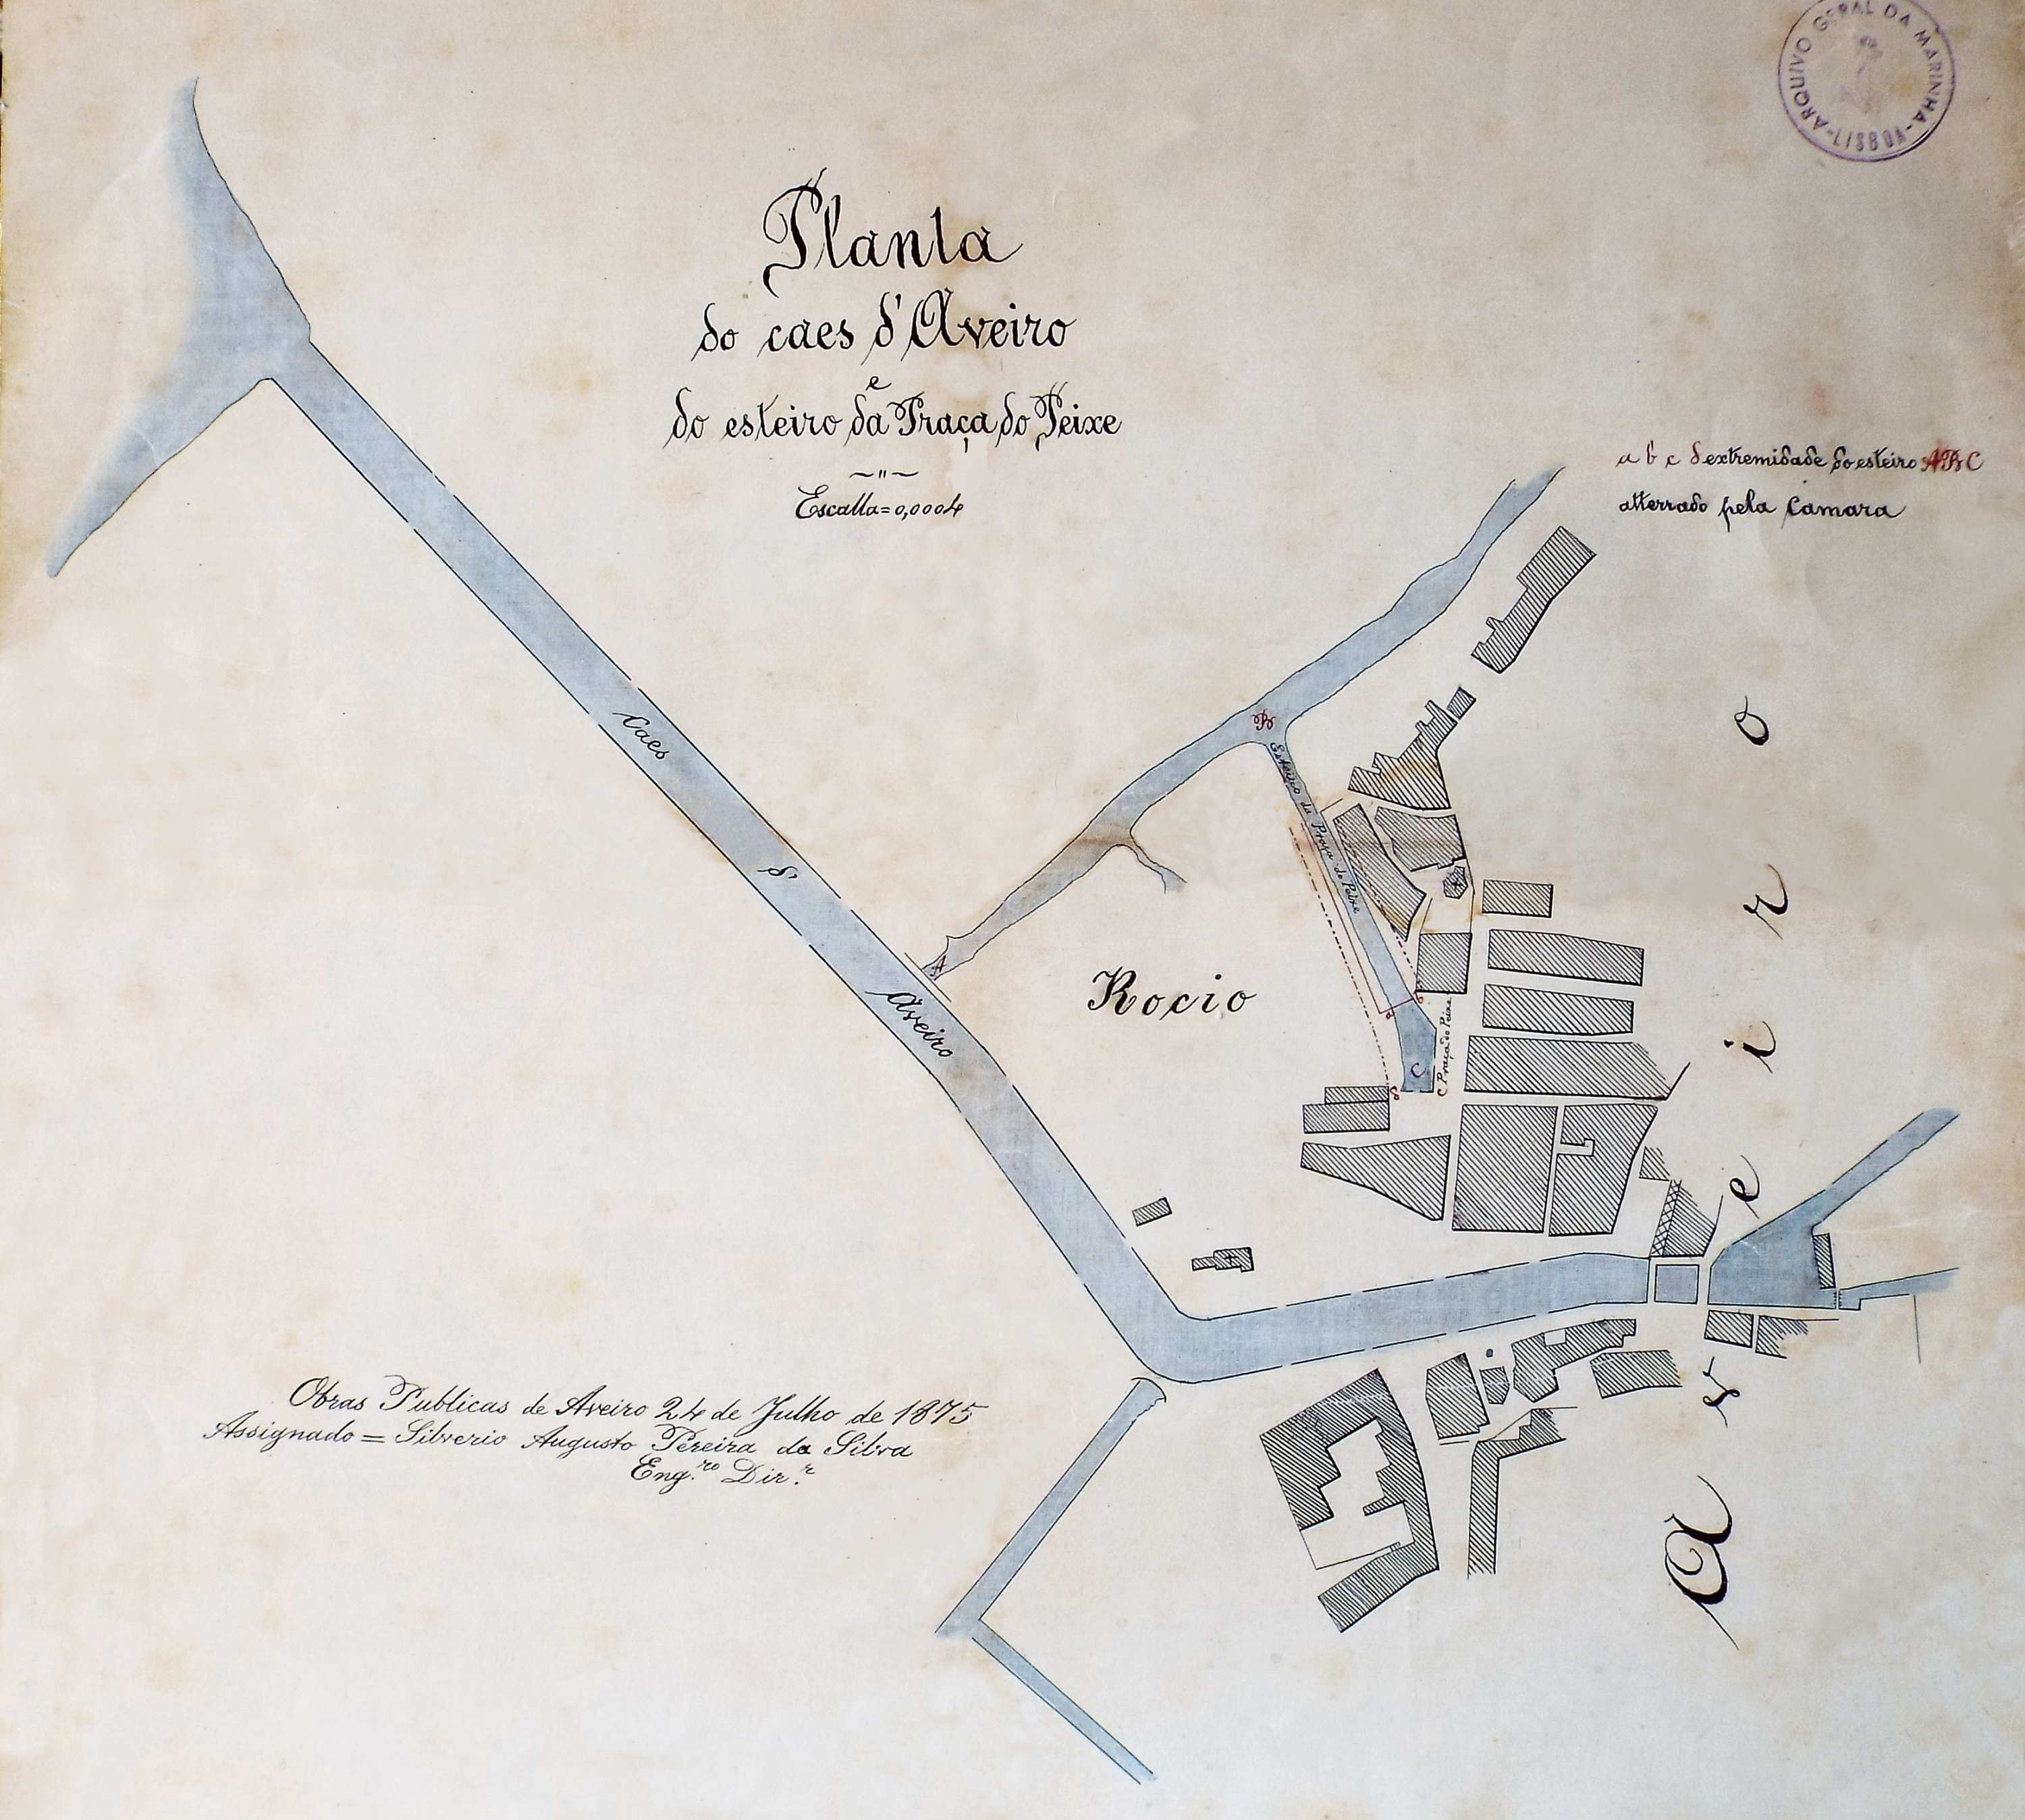 ARQUIVO GERAL DA MARINHA-LISBOA-
Planta
do caes d'Aveiro
e
do esteiro da Praça do Peixe
~"~
Escalla=0,0004
a b c d extremidade do esteiro ABC
atterrado pela Camara
Caes
d'
Aveiro
A
B
Esteiro da Praça do Peixe
Rocio
a
b
C
c Praça do Peixe
d
Aveiro
Obras Publicas de Aveiro 24 de Julho de 1875
Assignado = Silverio Augusto Pereira da Silva
Eng.ro Dir.r